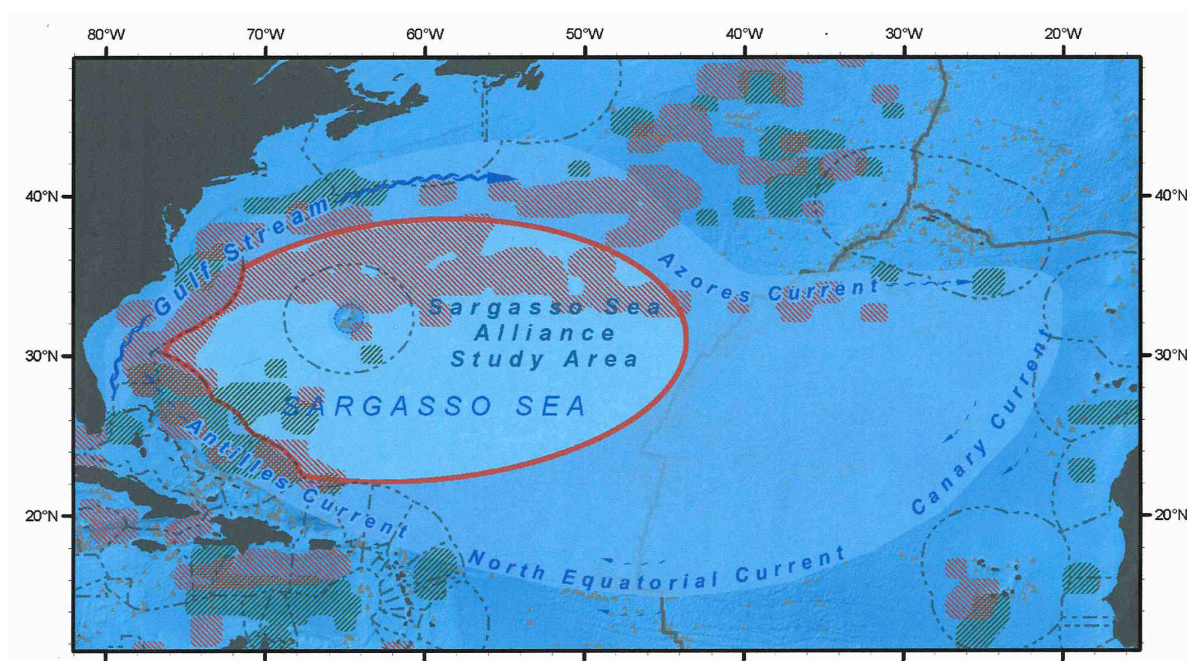 80°W 70°W 60°W 50°W 40°W 30°W 20°W
40°N 40°N
Gulf Stream
Azores Current
Sargasso Sea
Alliance
Study Area
30°N 30°N
SARGASSO SEA
Antilles Current
Canary Current
20°N 20°N
North Equatorial Current